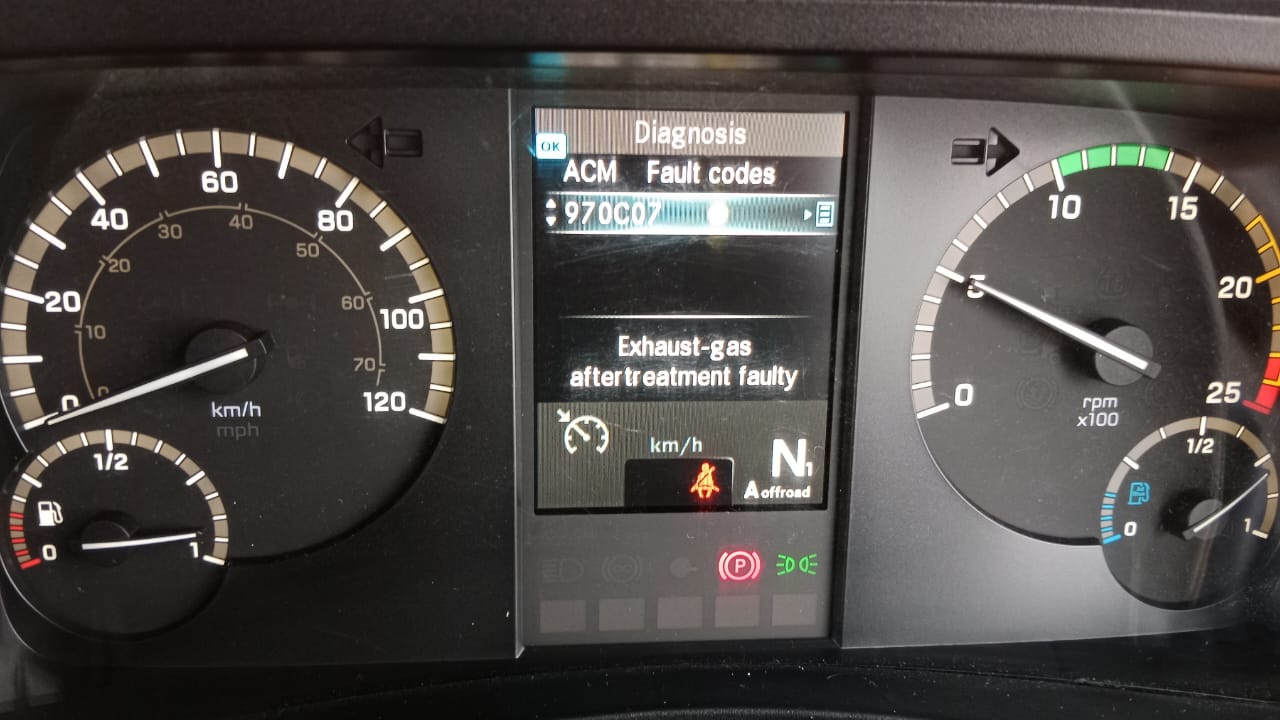 Diagnosis
OK
ACM Fault codes
970C07
Exhaust-gas
aftertreatment faulty
km/h
N1
A offroad
P
0
20
40
60
80
100
120
0
10
20
30
40
50
60
70
km/h
mph
0
1/2
1
0
5
10
15
20
25
rpm
x100
0
1/2
1